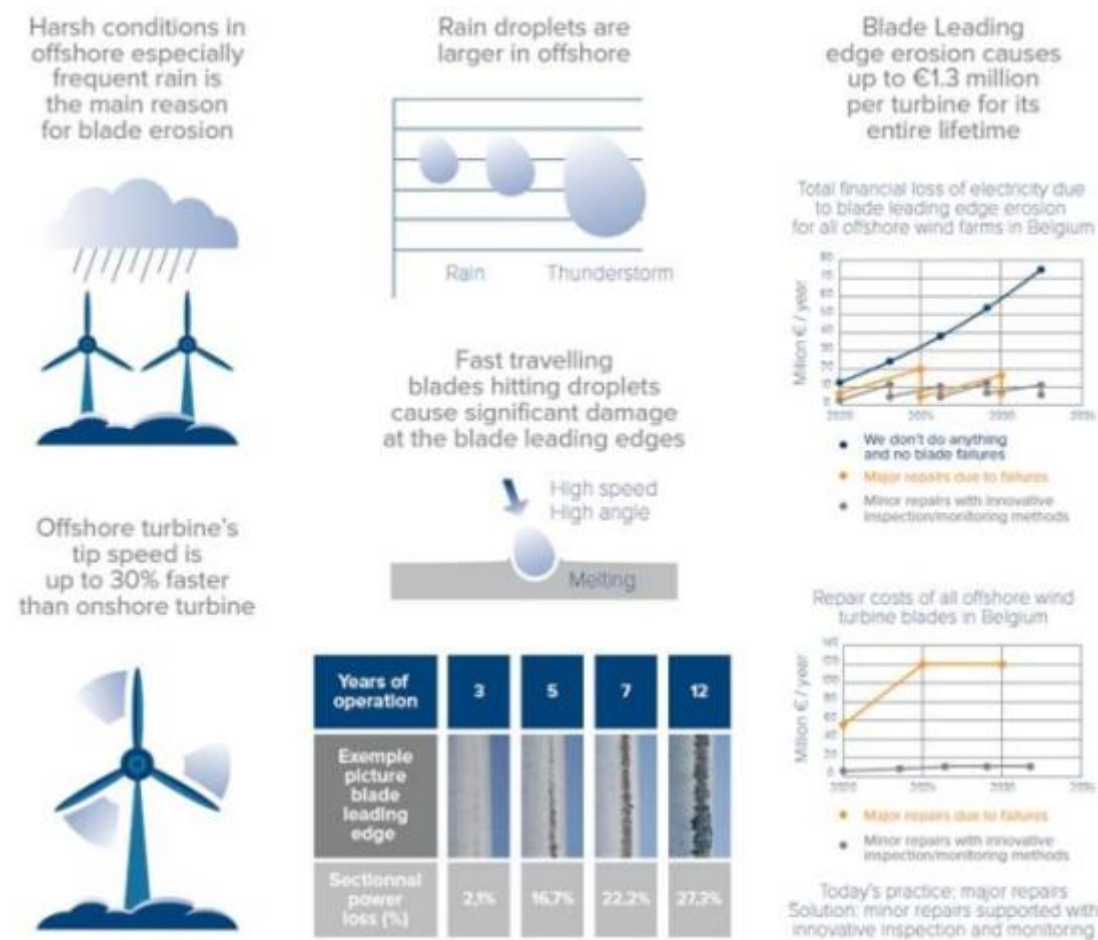 Harsh conditions in
offshore especially
frequent rain is
the main reason
for blade erosion
Offshore turbine's
tip speed is
up to 30% faster
than onshore turbine
Rain droplets are
larger in offshore
Rain Thunderstorm
Fast travelling
blades hitting droplets
cause significant damage
at the blade leading edges
High speed
High angle
Melting
Years of
operation
3 5 7 12
Exemple
picture
blade
leading
edge
Sectionnal
power
loss (%)
2,1% 16.7% 22.2% 27.2%
Blade Leading
edge erosion causes
up to €1.3 million
per turbine for its
entire lifetime
Total financial loss of electricity due
to blade leading edge erosion
for all offshore wind farms in Belgium
Million € / year
We don't do anything
and no blade failures
Major repairs due to failures
Minor repairs with innovative
inspection/monitoring methods
Repair costs of all offshore wind
turbine blades in Belgium
Million € / year
Major repairs due to failures
Minor repairs with innovative
inspection/monitoring methods
Today's practice: major repairs
Solution: minor repairs supported with
innovative inspection and monitoring